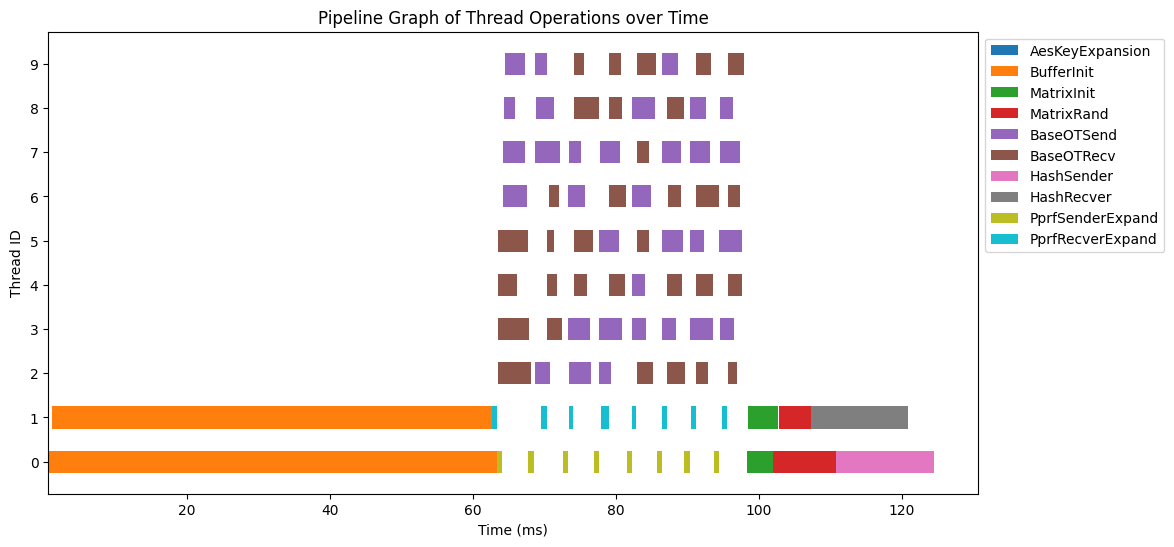 Pipeline Graph of Thread Operations over Time
Thread ID
9
8
7
6
5
4
3
2
1
0
20
40
60
80
100
120
Time (ms)
AesKeyExpansion
BufferInit
MatrixInit
MatrixRand
BaseOTSend
BaseOTRecv
HashSender
HashRecver
PprfSenderExpand
PprfRecverExpand